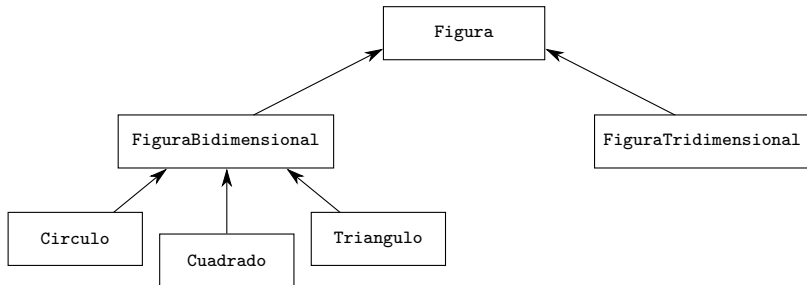 Figura
FiguraBidimensional
FiguraTridimensional
Circulo
Cuadrado
Triangulo